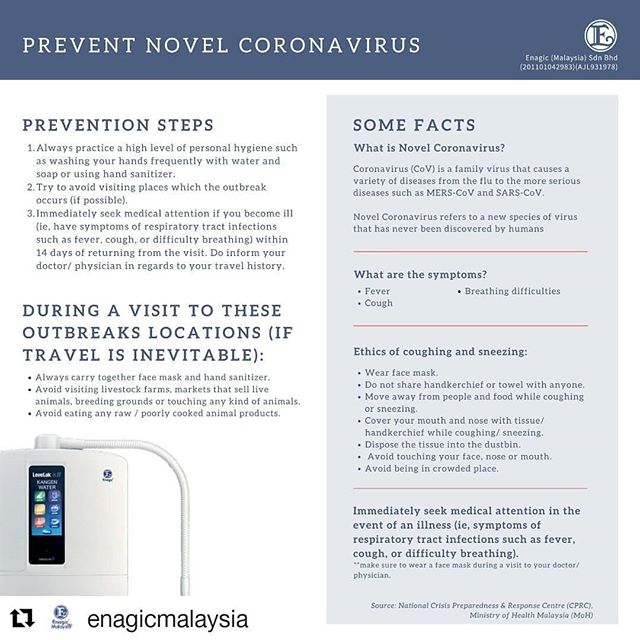 PREVENT NOVEL CORONAVIRUS
E
Enagic (Malaysia) Sdn Bhd
(201101042983)(AJL931978)
PREVENTION STEPS
1. Always practice a high level of personal hygiene such
as washing your hands frequently with water and
soap or using hand sanitizer.
2. Try to avoid visiting places which the outbreak
occurs (if possible).
3. Immediately seek medical attention if you become ill
(ie, have symptoms of respiratory tract infections
such as fever, cough, or difficulty breathing) within
14 days of returning from the visit. Do inform your
doctor/ physician in regards to your travel history.
DURING A VISIT TO THESE
OUTBREAKS LOCATIONS (IF
TRAVEL IS INEVITABLE):
• Always carry together face mask and hand sanitizer.
• Avoid visiting livestock farms, markets that sell live
animals, breeding grounds or touching any kind of animals.
• Avoid eating any raw / poorly cooked animal products.
SOME FACTS
What is Novel Coronavirus?
Coronavirus (CoV) is a family virus that causes a
variety of diseases from the flu to the more serious
diseases such as MERS-CoV and SARS-CoV.
Novel Coronavirus refers to a new species of virus
that has never been discovered by humans
What are the symptoms?
• Fever
• Cough
• Breathing difficulties
Ethics of coughing and sneezing:
• Wear face mask.
• Do not share handkerchief or towel with anyone.
• Move away from people and food while coughing
or sneezing.
• Cover your mouth and nose with tissue/
handkerchief while coughing/ sneezing.
• Dispose the tissue into the dustbin.
• Avoid touching your face, nose or mouth.
• Avoid being in crowded place.
Immediately seek medical attention in the
event of an illness (ie, symptoms of
respiratory tract infections such as fever,
cough, or difficulty breathing).
**make sure to wear a face mask during a visit to your doctor/
physician.
Source: National Crisis Preparedness & Response Centre (CPRC),
Ministry of Health Malaysia (MoH)
LeveLuk
KANGEN
WATER
Enagic
Enagic
Malaysia
enagicmalaysia